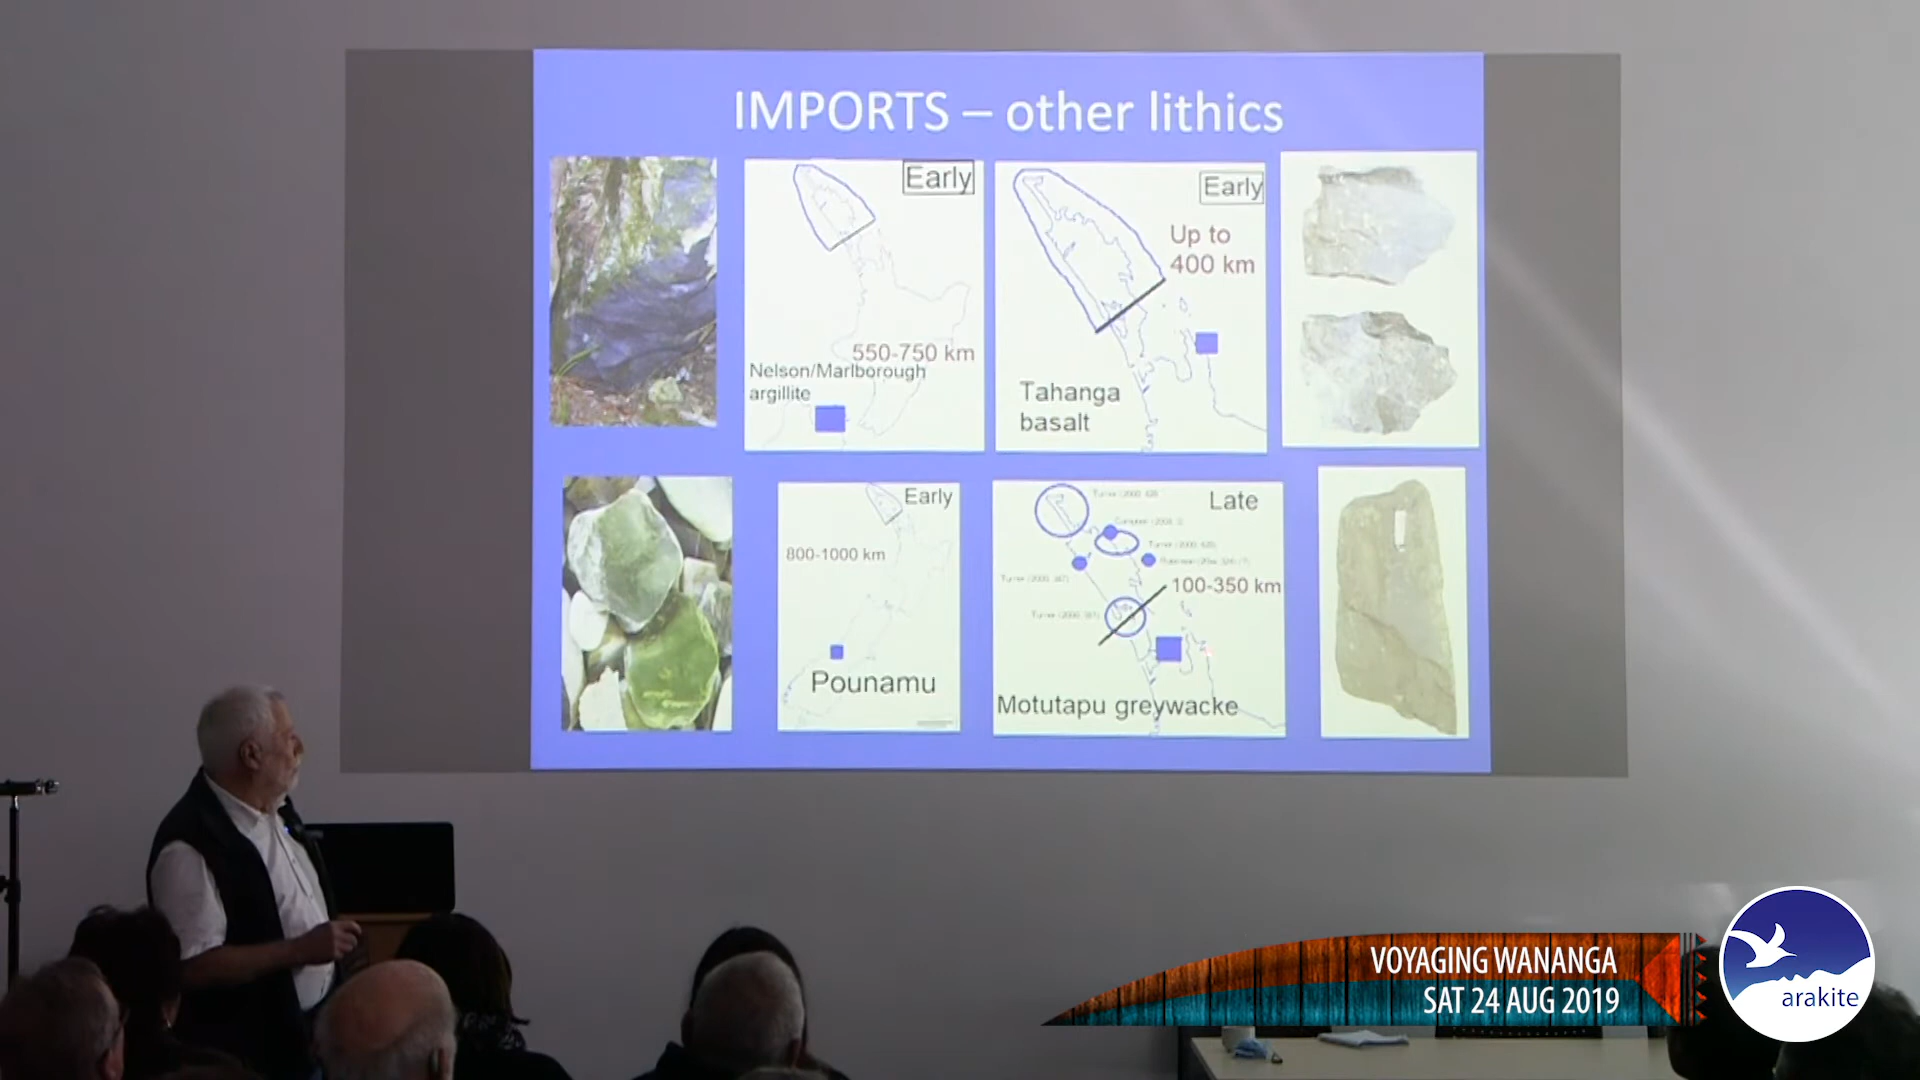 IMPORTS – other lithics
Early
550-750 km
Nelson/Marlborough
argillite
Early
Up to
400 km
Tahanga
basalt
Early
800-1000 km
Pounamu
Late
100-350 km
Motutapu greywacke
VOYAGING WANANGA
SAT 24 AUG 2019
arakite